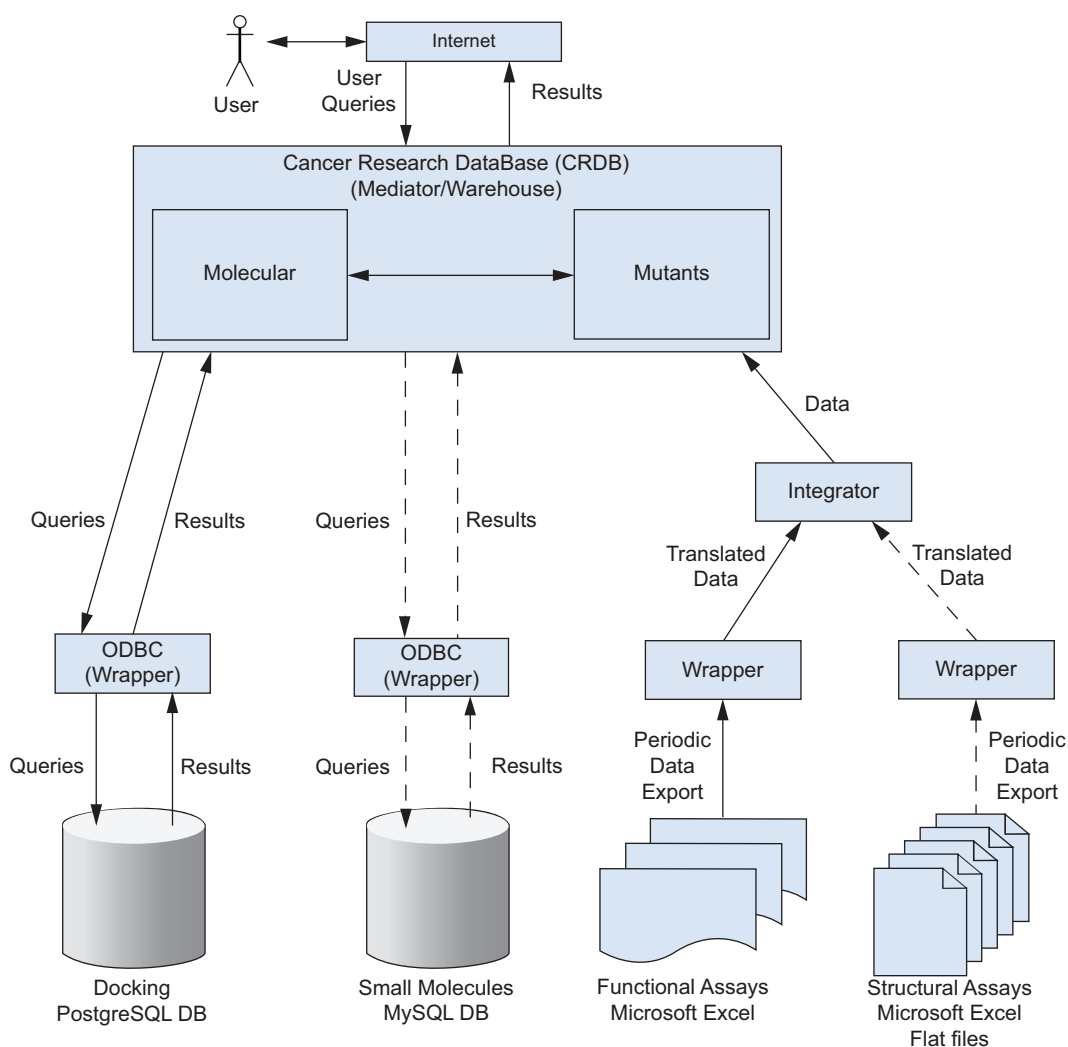 Internet
User
User
Queries
Results
Cancer Research DataBase (CRDB)
(Mediator/Warehouse)
Molecular
Mutants
Data
Integrator
Queries
Results
Queries
Results
Translated
Data
Translated
Data
ODBC
(Wrapper)
ODBC
(Wrapper)
Wrapper
Wrapper
Queries
Results
Queries
Results
Periodic
Data
Export
Periodic
Data
Export
Docking
PostgreSQL DB
Small Molecules
MySQL DB
Functional Assays
Microsoft Excel
Structural Assays
Microsoft Excel
Flat files